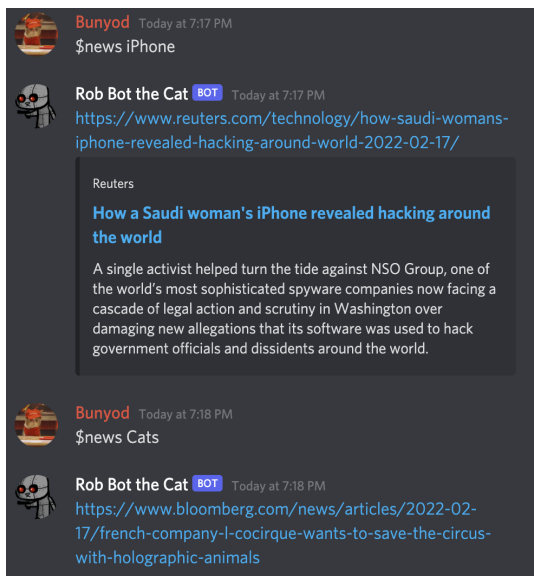 Bunyod Today at 7:17 PM
$news iPhone
Rob Bot the Cat BOT Today at 7:17 PM
https://www.reuters.com/technology/how-saudi-womans-
iphone-revealed-hacking-around-world-2022-02-17/
Reuters
How a Saudi woman's iPhone revealed hacking around
the world
A single activist helped turn the tide against NSO Group, one of
the world’s most sophisticated spyware companies now facing a
cascade of legal action and scrutiny in Washington over
damaging new allegations that its software was used to hack
government officials and dissidents around the world.
Bunyod Today at 7:18 PM
$news Cats
Rob Bot the Cat BOT Today at 7:18 PM
https://www.bloomberg.com/news/articles/2022-02-
17/french-company-l-cocirque-wants-to-save-the-circus-
with-holographic-animals